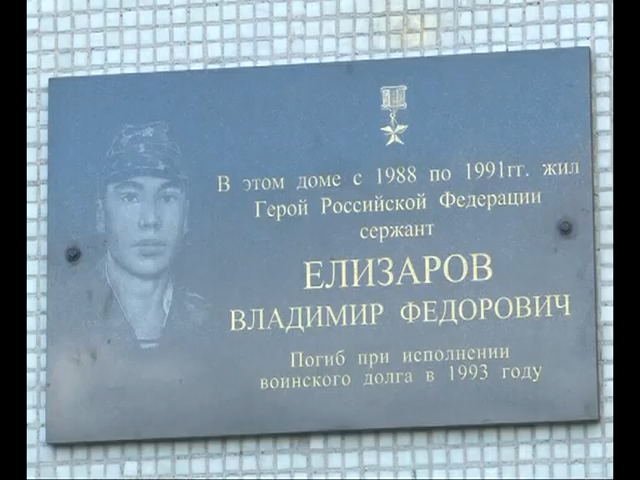 В этом доме с 1988 по 1991гг. жил
Герой Российской Федерации
сержант
ЕЛИЗАРОВ
ВЛАДИМИР ФЕДОРОВИЧ
Погиб при исполнении
воинского долга в 1993 году